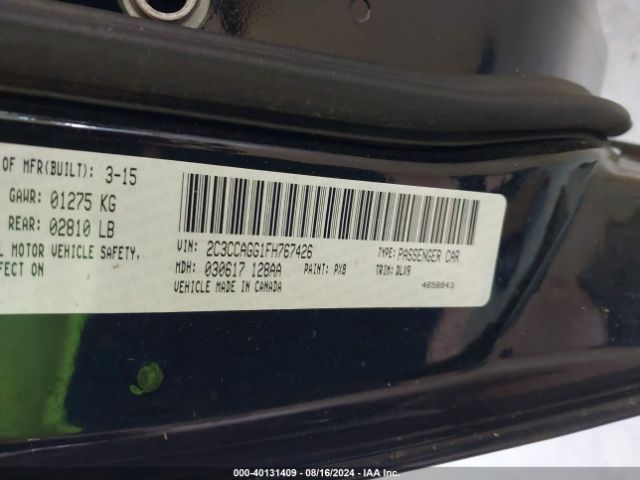 OF MFR(BUILT): 3-15
GAWR: 01275 KG
REAR: 02810 LB
MOTOR VEHICLE SAFETY.
ON
VIN: 2C3CCAGG1FH767426
TYPE: PASSENGER CAR
MDH: 030617 128AA
PAINT: PX8
TRIM: DLX9
VEHICLE MADE IN CANADA
4658843
000-40131409 - 08/16/2024 - IAA Inc.